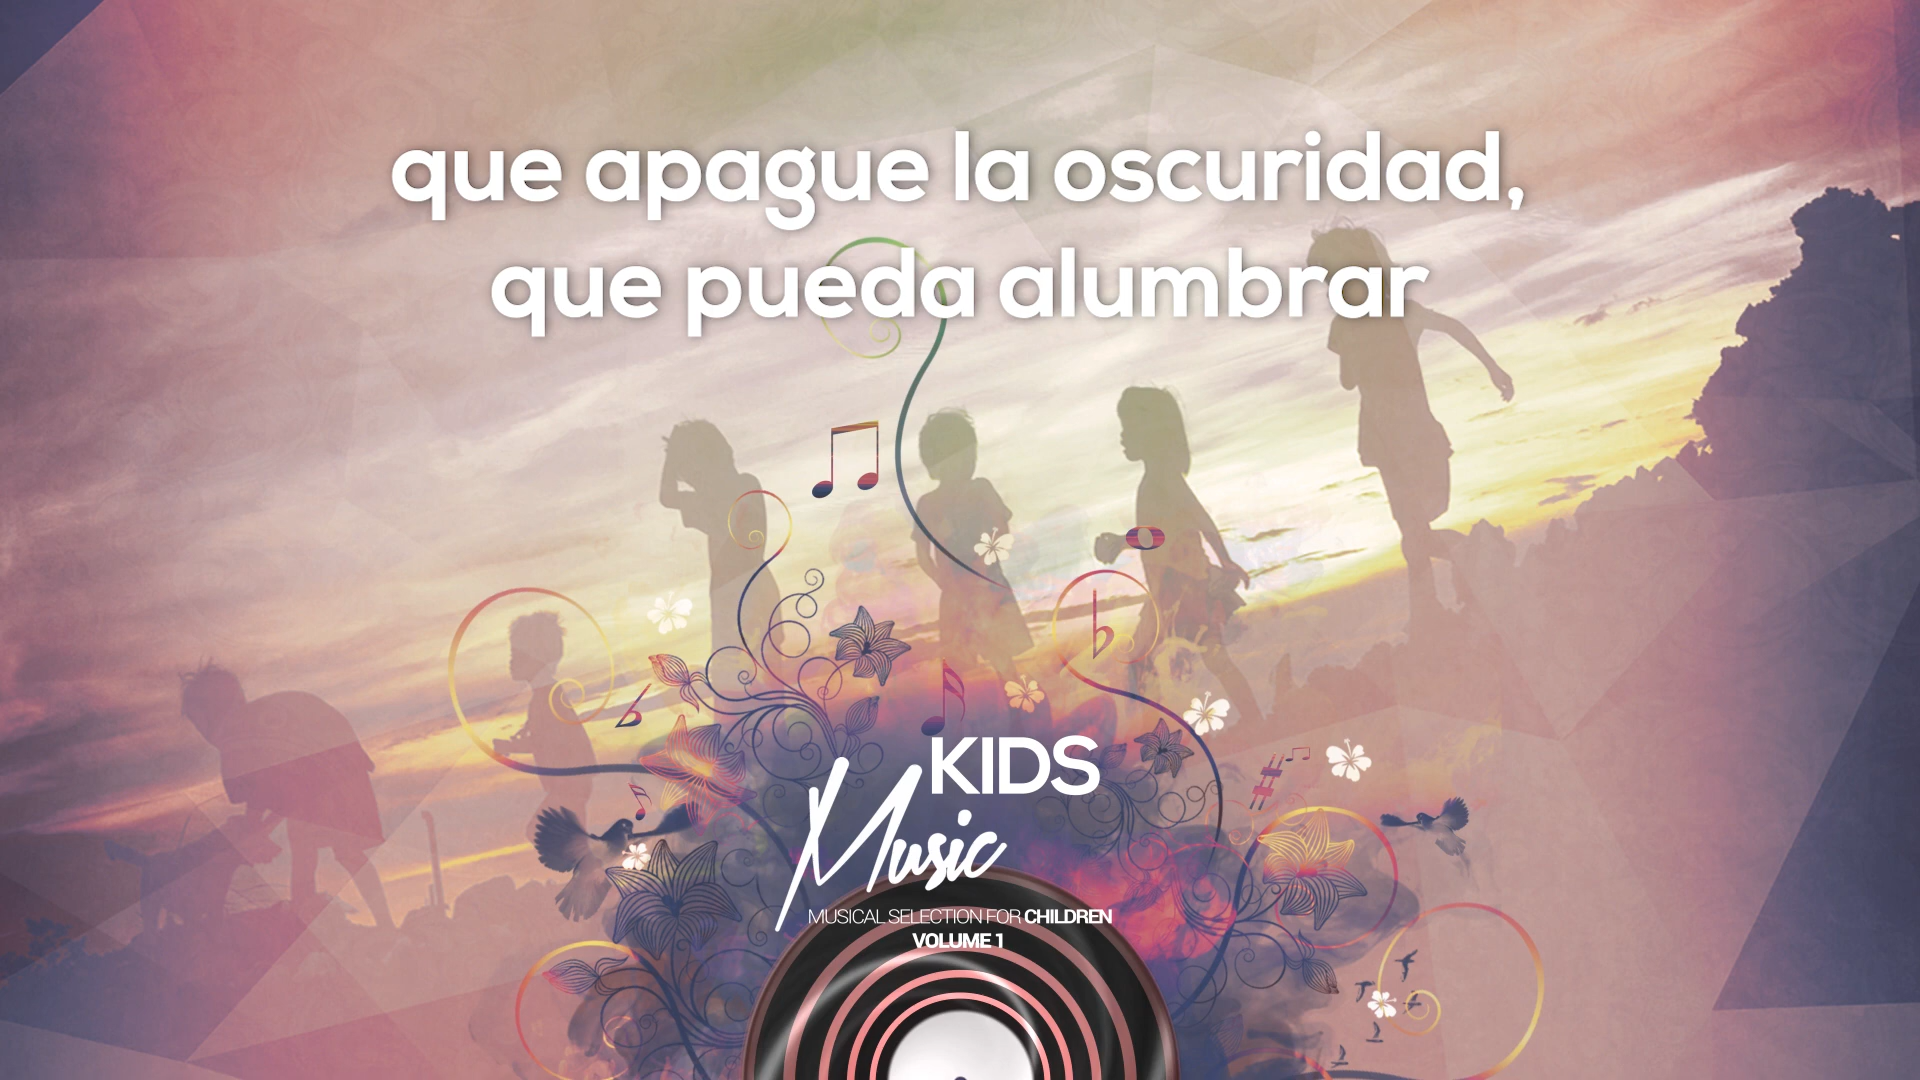 que apague la oscuridad,
que pueda alumbrar
KIDS
Music
MUSICAL SELECTION FOR CHILDREN
VOLUME 1